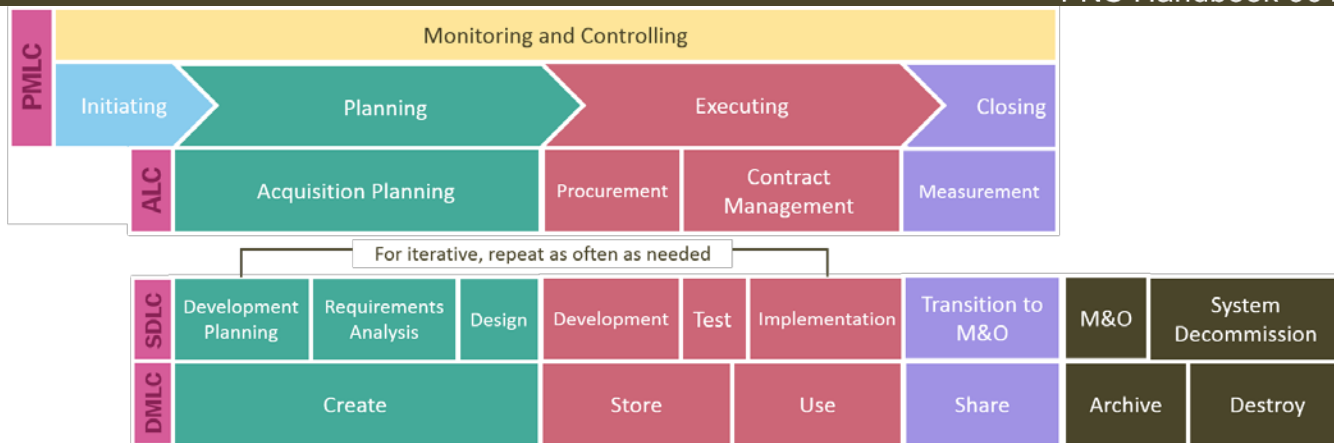 Monitoring and Controlling
PMLC
Initiating
Planning
Executing
Closing
ALC
Acquisition Planning
Procurement
Contract
Management
Measurement
For iterative, repeat as often as needed
SDLC
Development
Planning
Requirements
Analysis
Design
Development
Test
Implementation
Transition to
M&O
M&O
System
Decommission
DMLC
Create
Store
Use
Share
Archive
Destroy